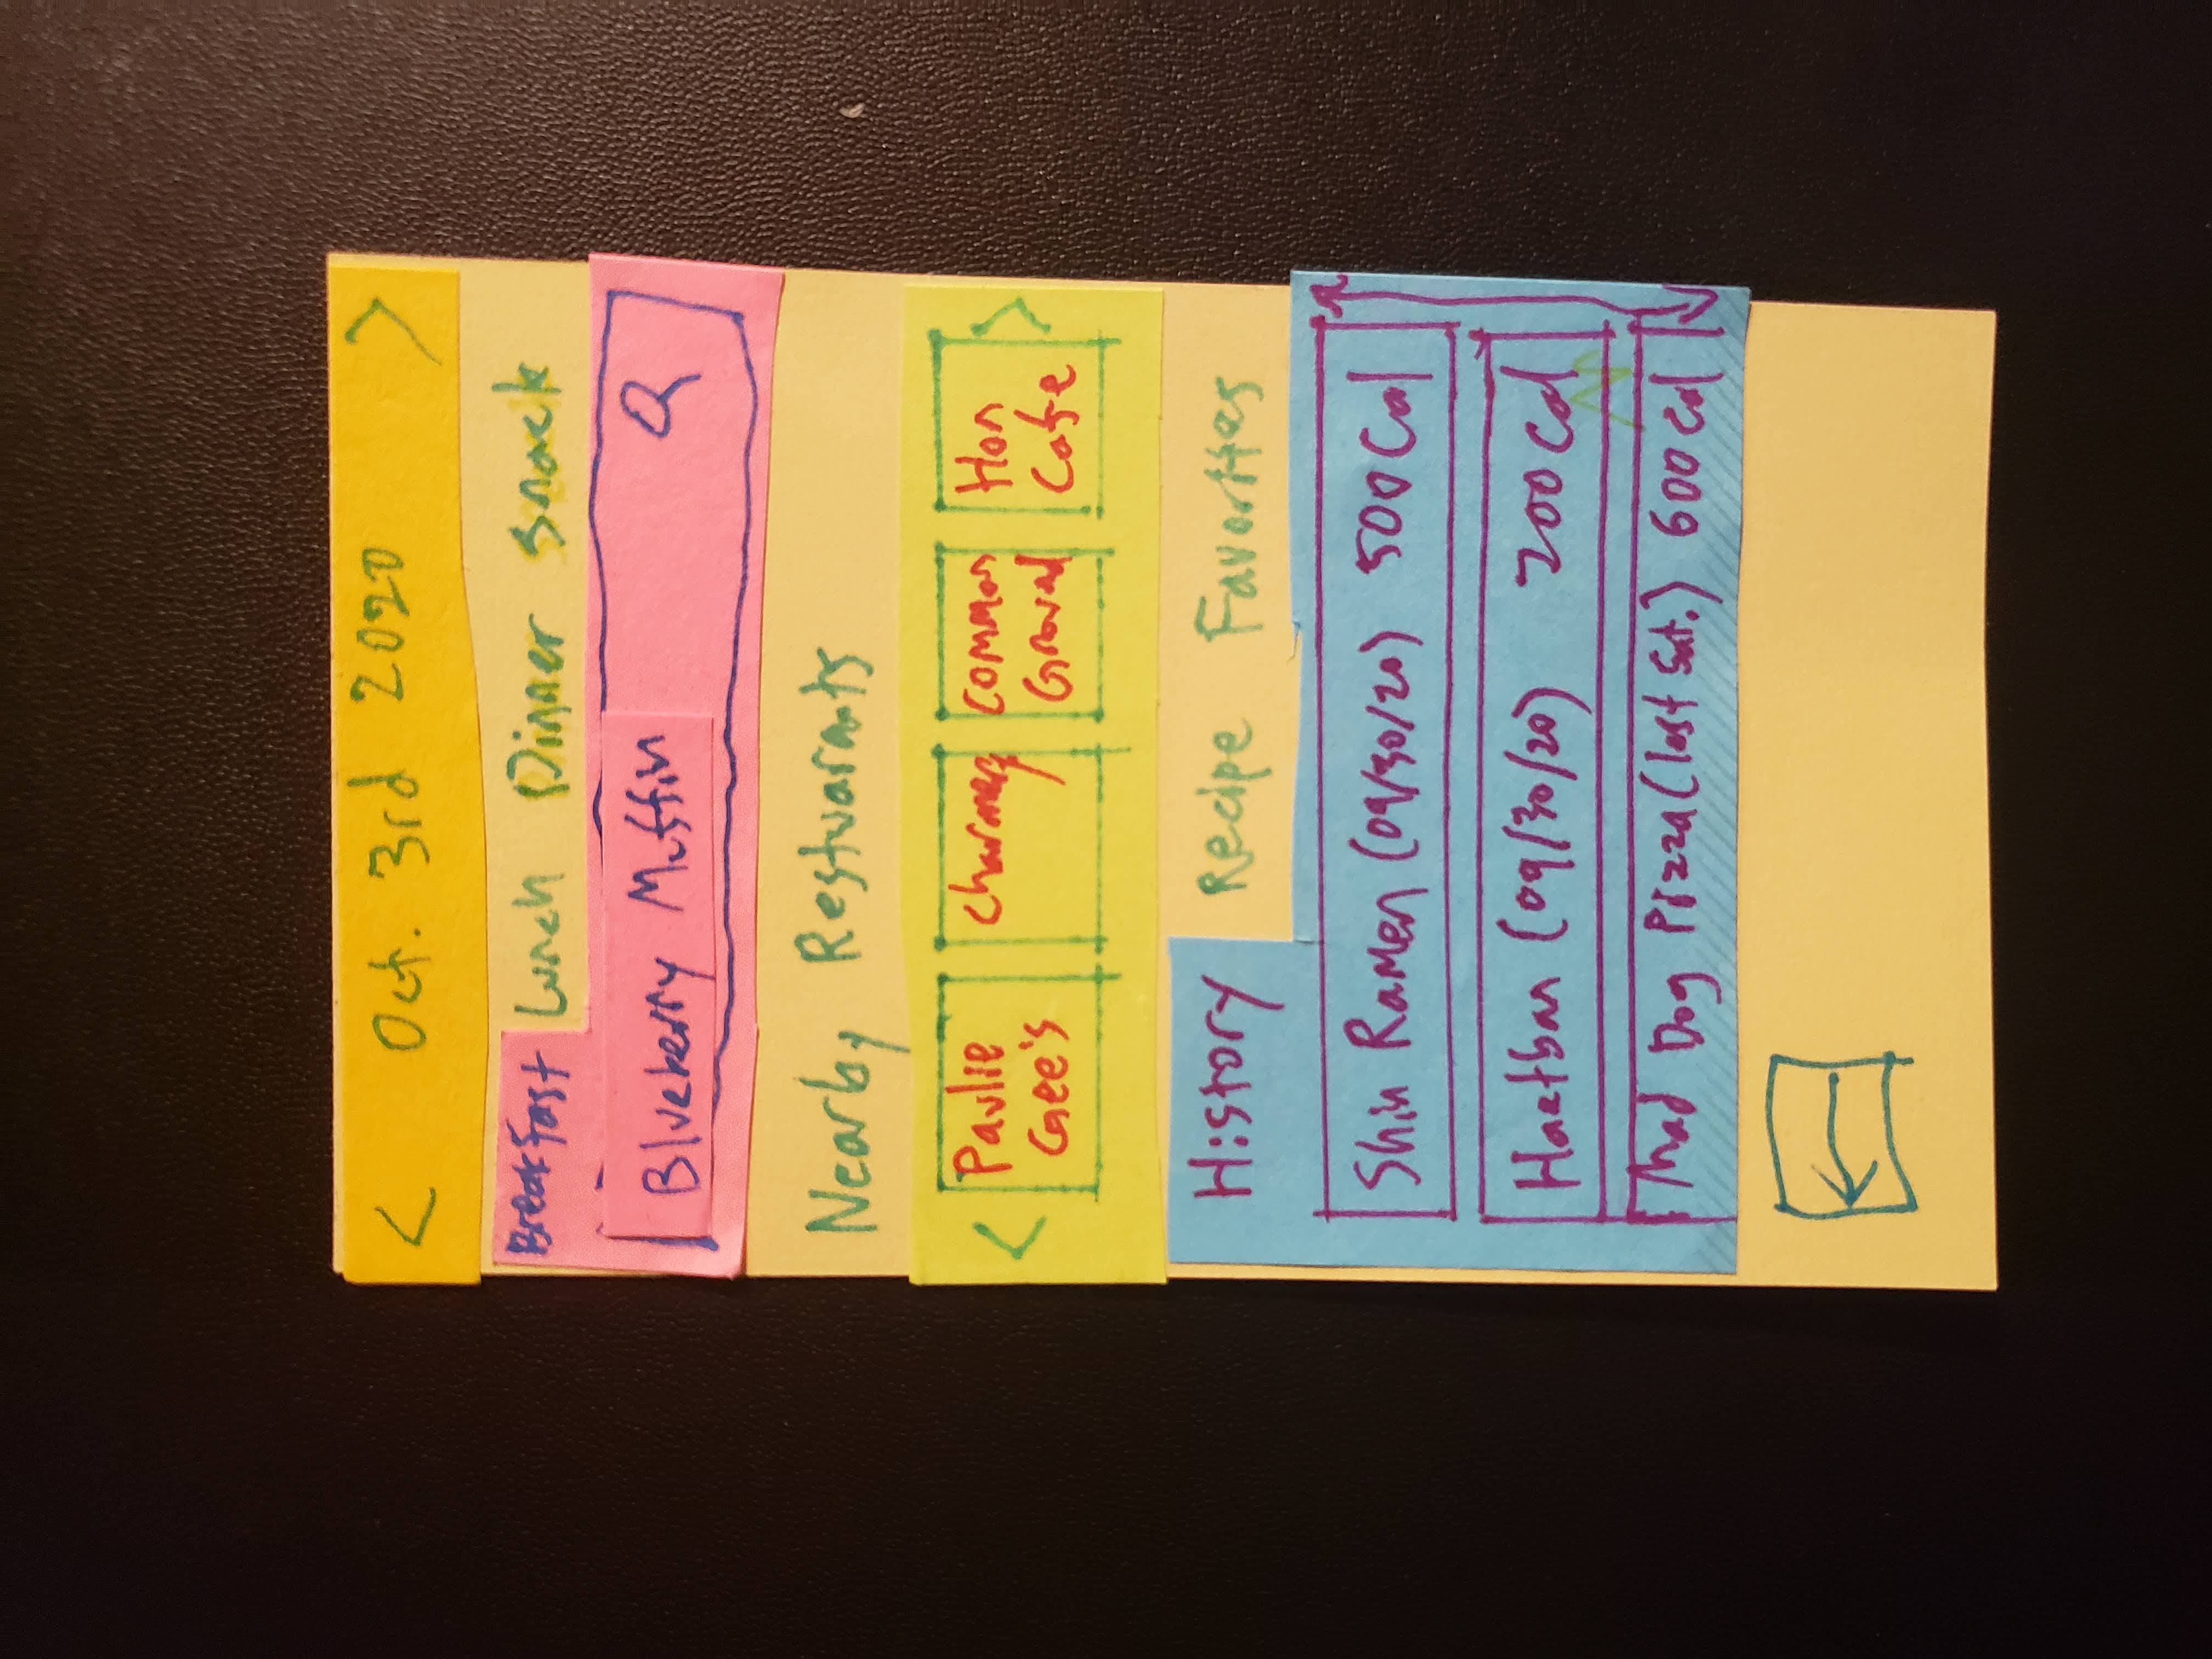 < Oct. 3rd 2020 >
Breakfast Lunch Dinner Snack
Blueberry Muffin
Nearby Restuarants
< Paulie Gee's
Charmery
Common Ground
Hon Cafe >
History Recipe Favorites
Shin Ramen (09/30/20) 500 Cal
Haetban (09/30/20) 200 Cal
Mad Dog Pizza (last Sat.) 600 Cal